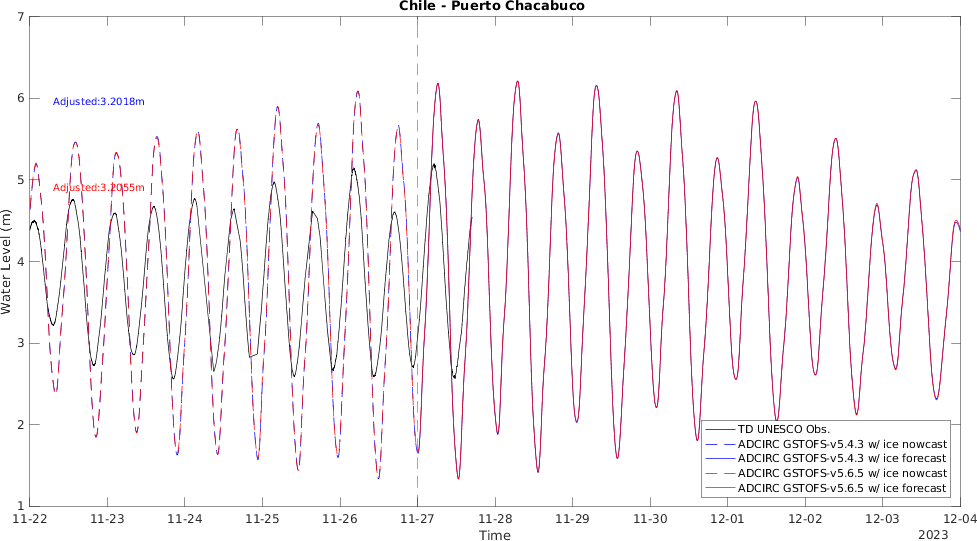 Chile - Puerto Chacabuco
7
6
5
4
3
2
1
Water Level (m)
Adjusted:3.2018m
Adjusted:3.2055m
TD UNESCO Obs.
ADCIRC GSTOFS-v5.4.3 w/ ice nowcast
ADCIRC GSTOFS-v5.4.3 w/ ice forecast
ADCIRC GSTOFS-v5.6.5 w/ ice nowcast
ADCIRC GSTOFS-v5.6.5 w/ ice forecast
11-22 11-23 11-24 11-25 11-26 11-27 11-28 11-29 11-30 12-01 12-02 12-03 12-04
Time
2023